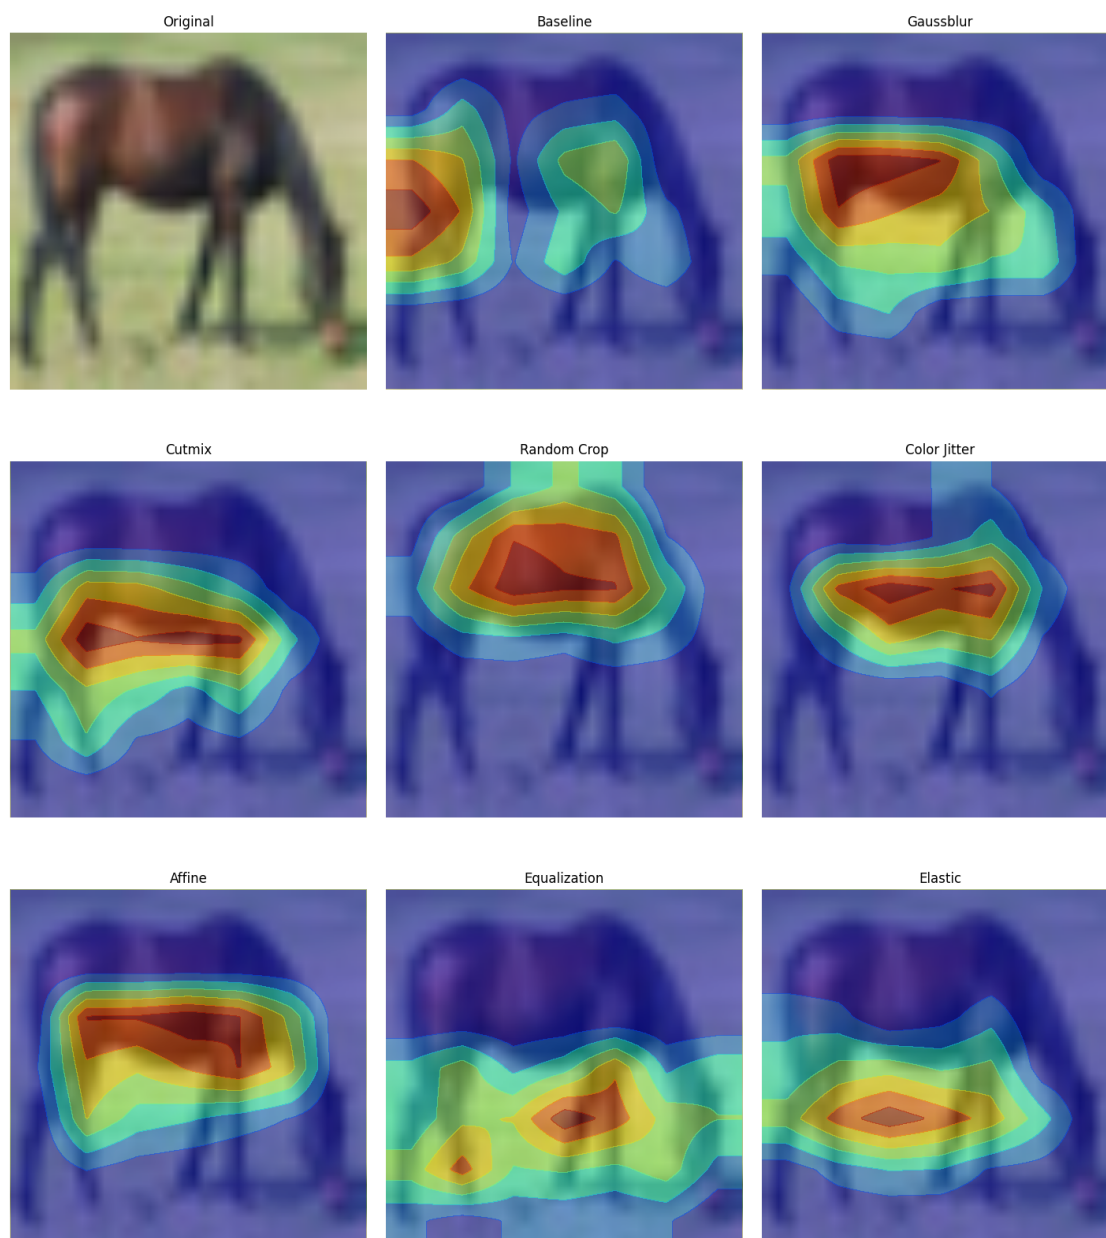 Original
Baseline
Gaussblur
Cutmix
Random Crop
Color Jitter
Affine
Equalization
Elastic